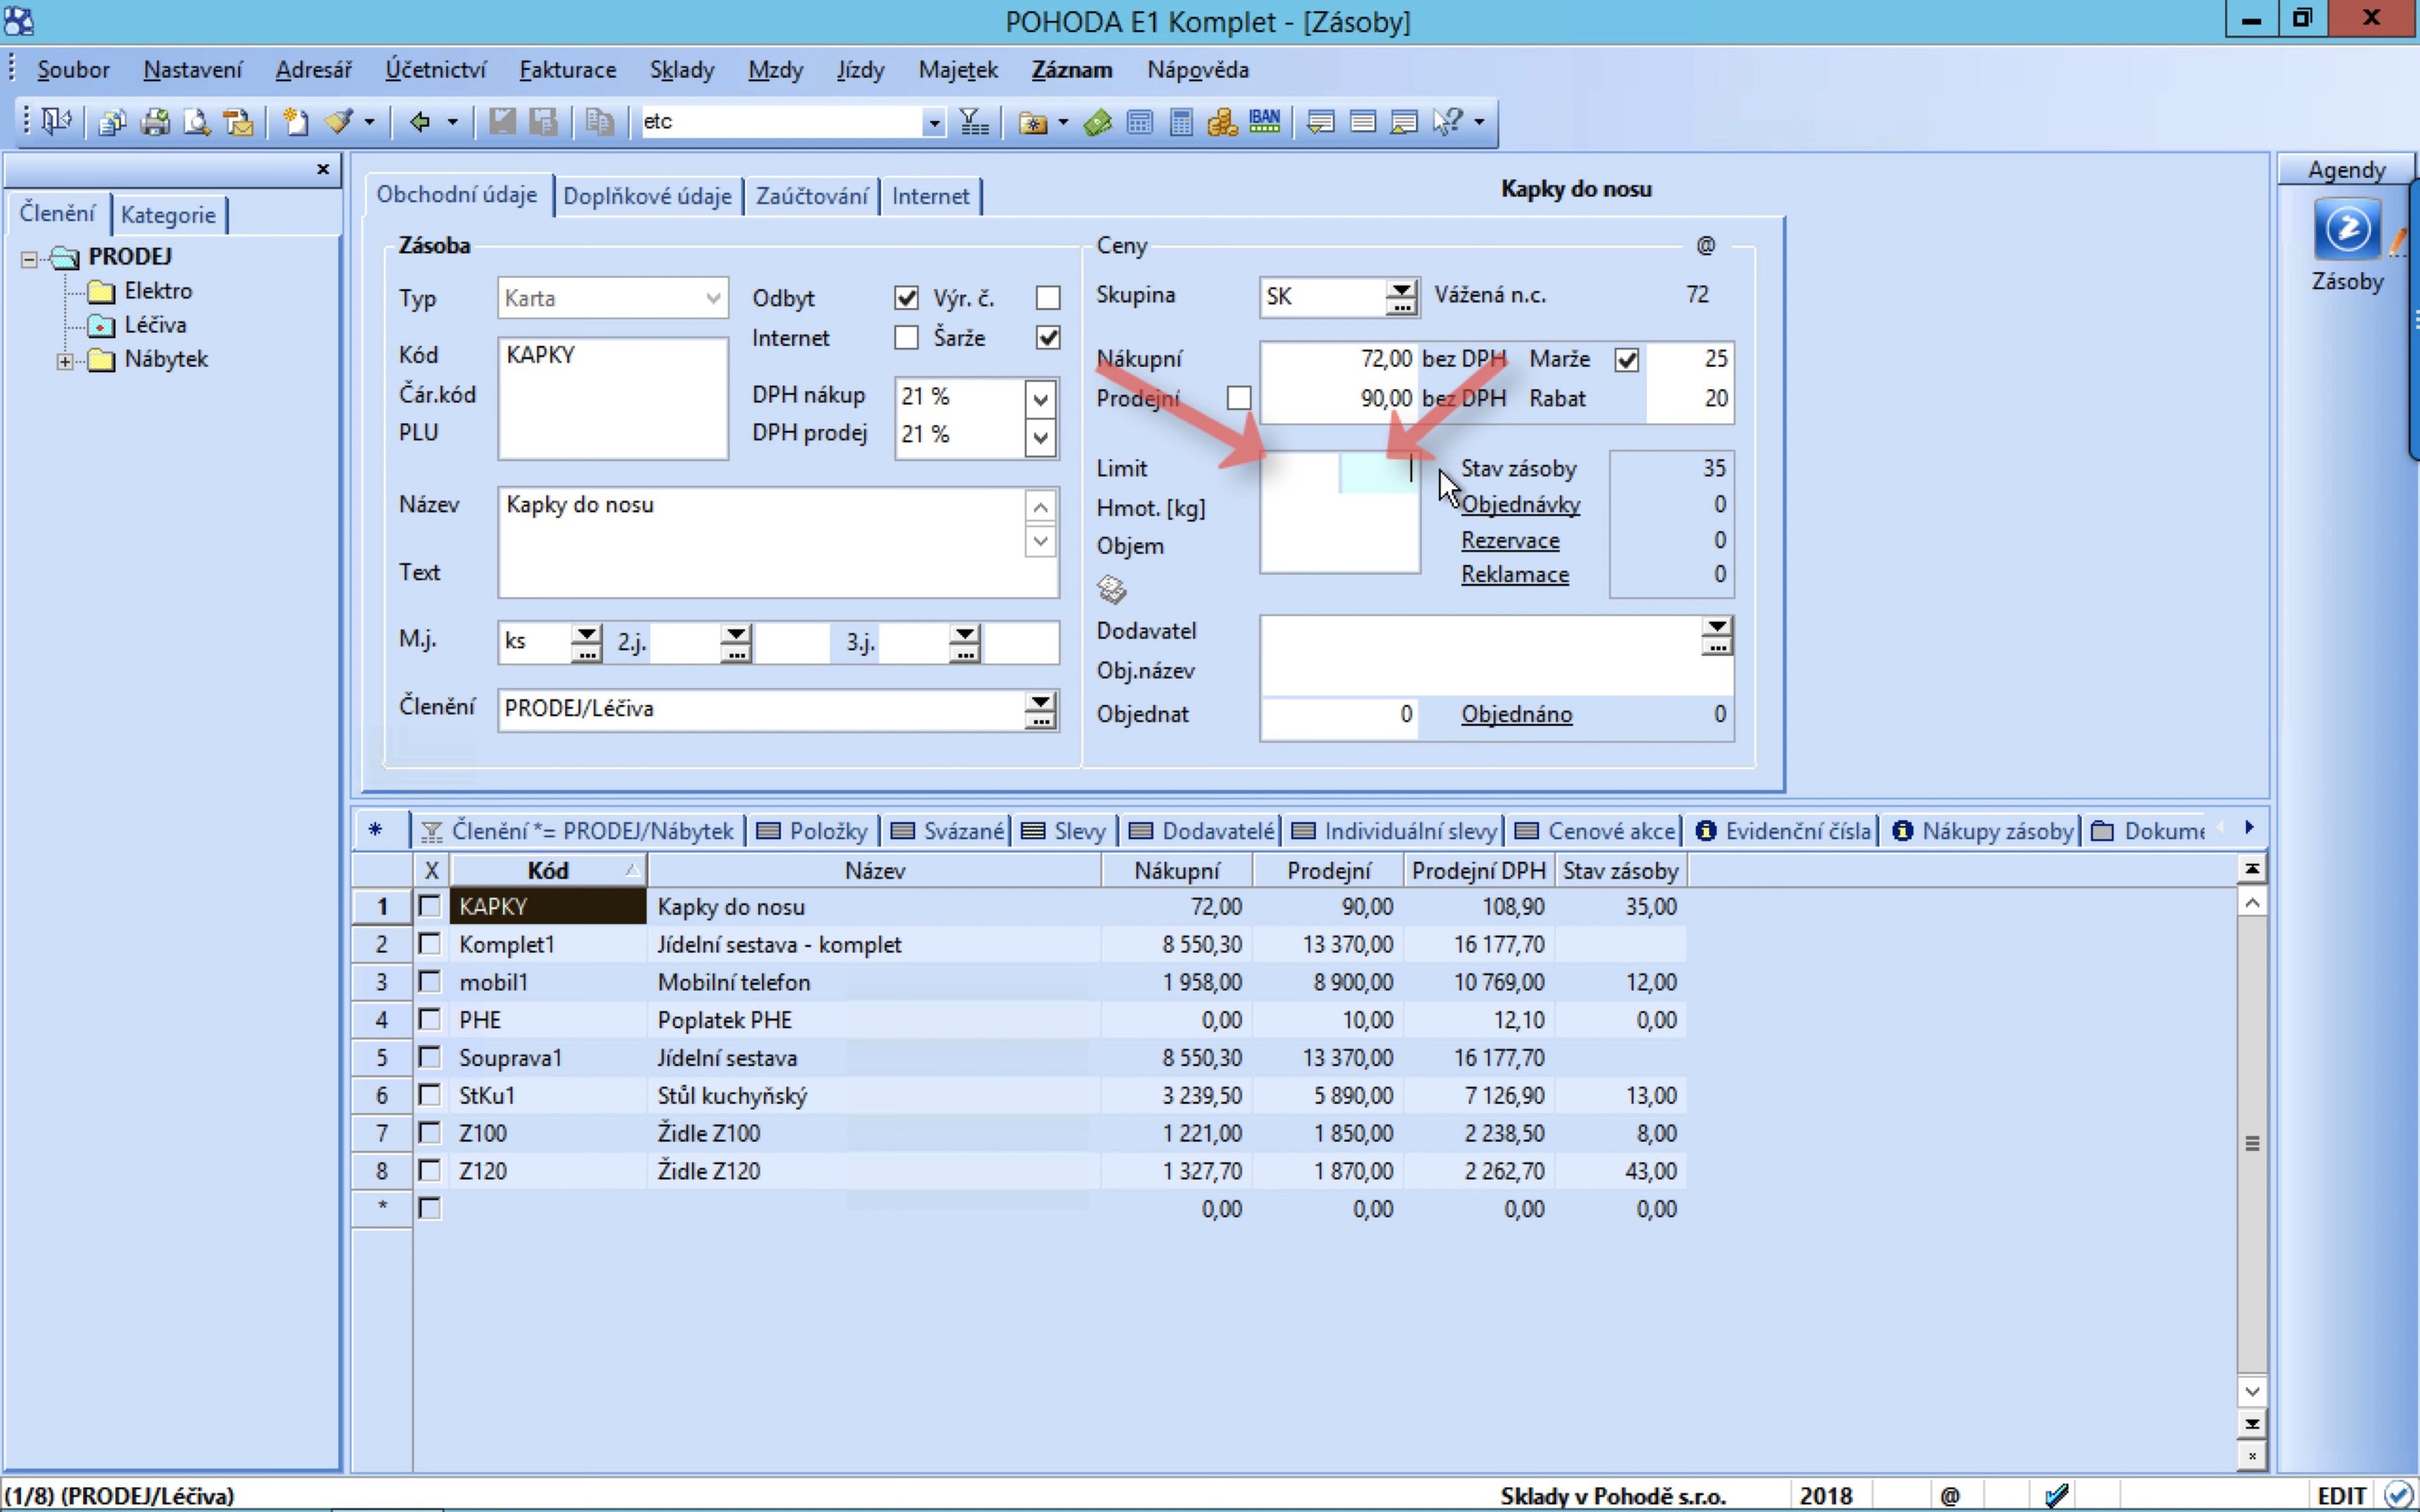 POHODA E1 Komplet - [Zásoby]
Soubor Nastavení Adresář Účetnictví Fakturace Sklady Mzdy Jízdy Majetek Záznam Nápověda
etc IBAN
Členění Kategorie
PRODEJ
Elektro
Léčiva
Nábytek
Obchodní údaje Doplňkové údaje Zaúčtování Internet Kapky do nosu
Zásoba
Typ Karta Odbyt Výr. č.
Internet Šarže
Kód KAPKY
Čár.kód DPH nákup 21 %
PLU DPH prodej 21 %
Název Kapky do nosu
Text
M.j. ks 2.j. 3.j.
Členění PRODEJ/Léčiva
Ceny @
Skupina SK Vážená n.c. 72
Nákupní 72,00 bez DPH Marže 25
Prodejní 90,00 bez DPH Rabat 20
Limit Stav zásoby 35
Hmot. [kg] Objednávky 0
Objem Rezervace 0
Reklamace 0
Dodavatel
Obj.název
Objednat 0 Objednáno 0
Agendy
Zásoby
* Členění *= PRODEJ/Nábytek Položky Svázané Slevy Dodavatelé Individuální slevy Cenové akce Evidenční čísla Nákupy zásoby Dokume
X Kód Název Nákupní Prodejní Prodejní DPH Stav zásoby
1 KAPKY Kapky do nosu 72,00 90,00 108,90 35,00
2 Komplet1 Jídelní sestava - komplet 8 550,30 13 370,00 16 177,70
3 mobil1 Mobilní telefon 1 958,00 8 900,00 10 769,00 12,00
4 PHE Poplatek PHE 0,00 10,00 12,10 0,00
5 Souprava1 Jídelní sestava 8 550,30 13 370,00 16 177,70
6 StKu1 Stůl kuchyňský 3 239,50 5 890,00 7 126,90 13,00
7 Z100 Židle Z100 1 221,00 1 850,00 2 238,50 8,00
8 Z120 Židle Z120 1 327,70 1 870,00 2 262,70 43,00
* 0,00 0,00 0,00 0,00
(1/8) (PRODEJ/Léčiva) Sklady v Pohodě s.r.o. 2018 @ EDIT